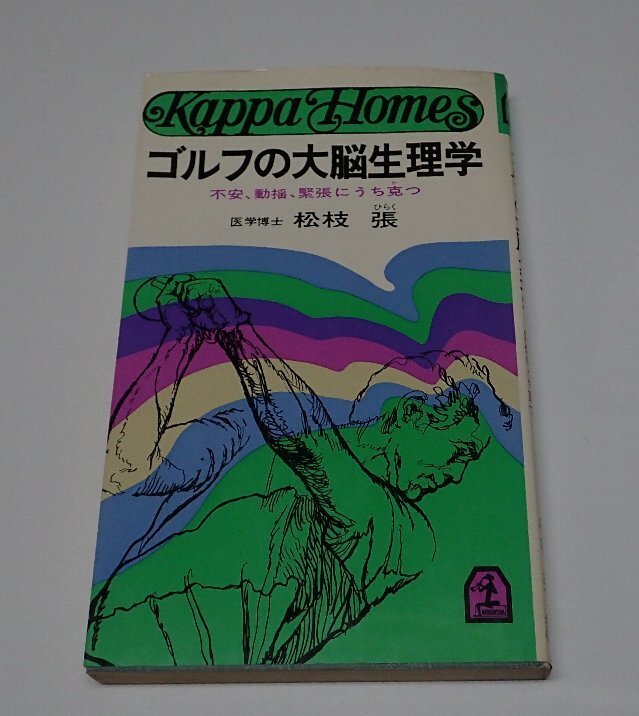 Kappa Homes
ゴルフの大脳生理学
不安、動揺、緊張にうち克つ
医学博士 松枝 張
ひらく